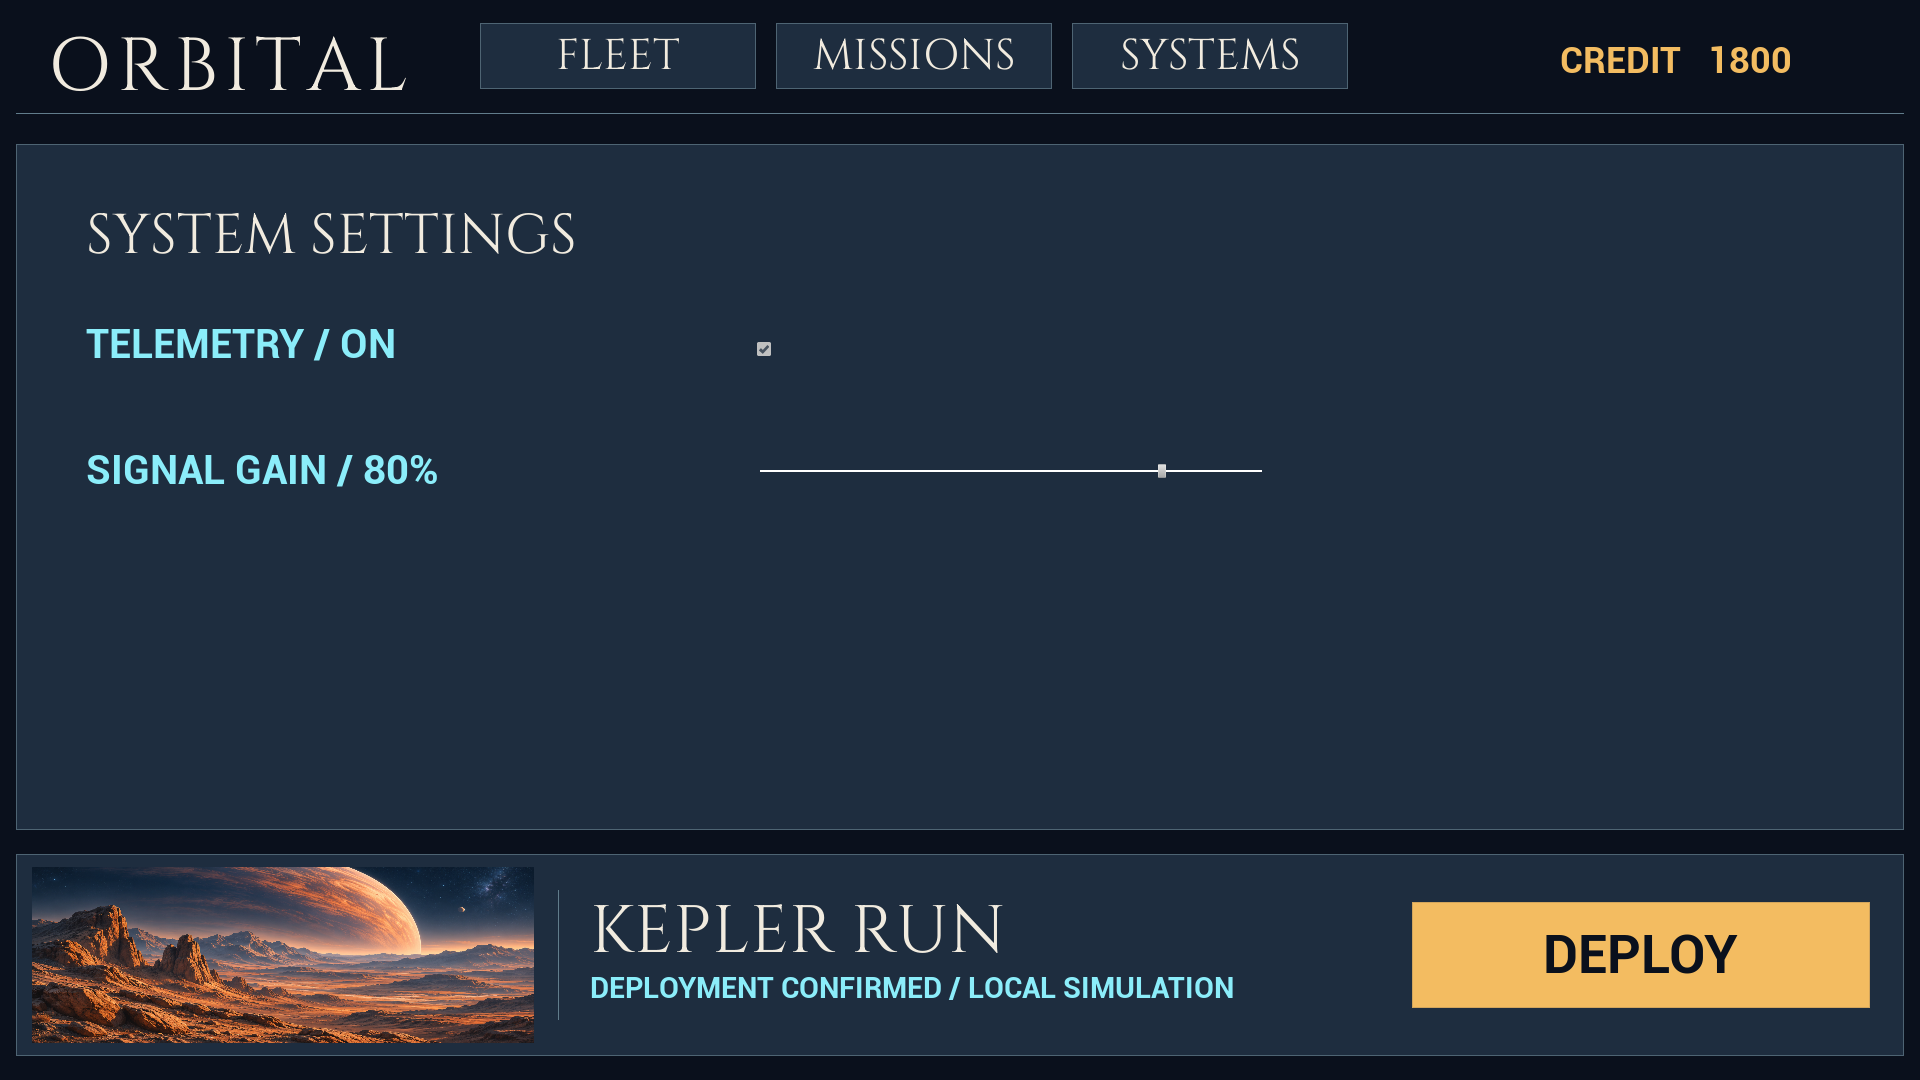 ORBITAL
FLEET
MISSIONS
SYSTEMS
CREDIT 1800
SYSTEM SETTINGS
TELEMETRY / ON
SIGNAL GAIN / 80%
KEPLER RUN
DEPLOYMENT CONFIRMED / LOCAL SIMULATION
DEPLOY